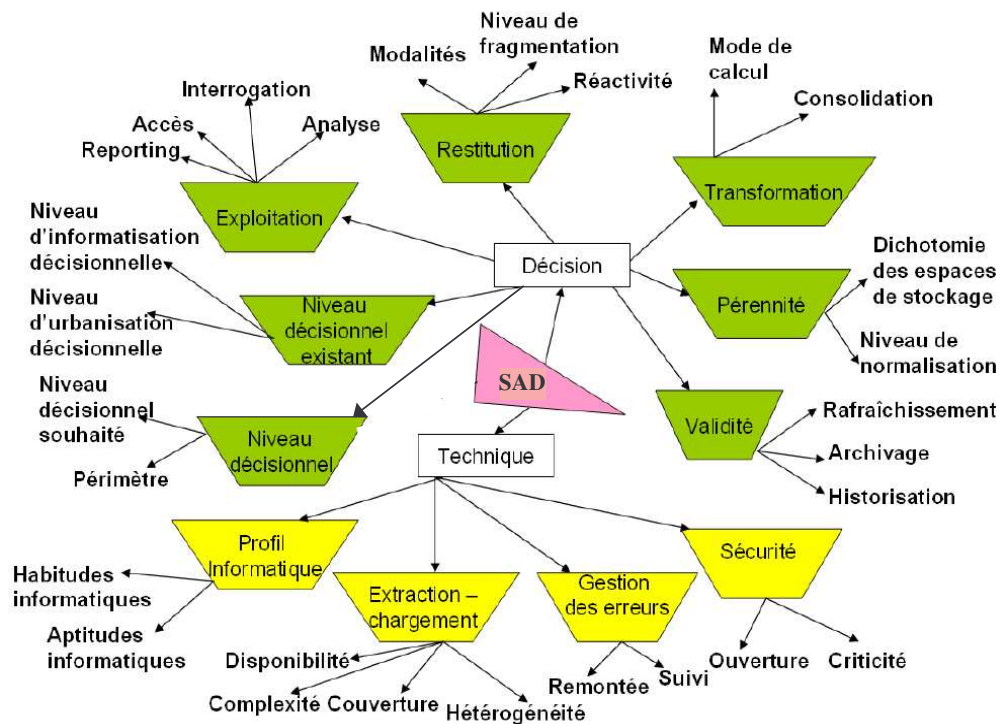 Niveau de
fragmentation
Modalités
Réactivité
Mode de
calcul
Consolidation
Interrogation
Accès
Analyse
Reporting
Restitution
Transformation
Exploitation
Niveau
d'informatisation
décisionnelle
Décision
Dichotomie
des espaces
de stockage
Pérennité
Niveau
d'urbanisation
décisionnelle
Niveau
décisionnel
existant
Niveau de
normalisation
SAD
Niveau
décisionnel
souhaité
Périmètre
Niveau
décisionnel
Technique
Validité
Rafraîchissement
Archivage
Historisation
Profil
Informatique
Habitudes
informatiques
Aptitudes
informatiques
Extraction –
chargement
Disponibilité
Complexité
Couverture
Hétérogénéité
Gestion
des erreurs
Remontée
Suivi
Sécurité
Ouverture
Criticité